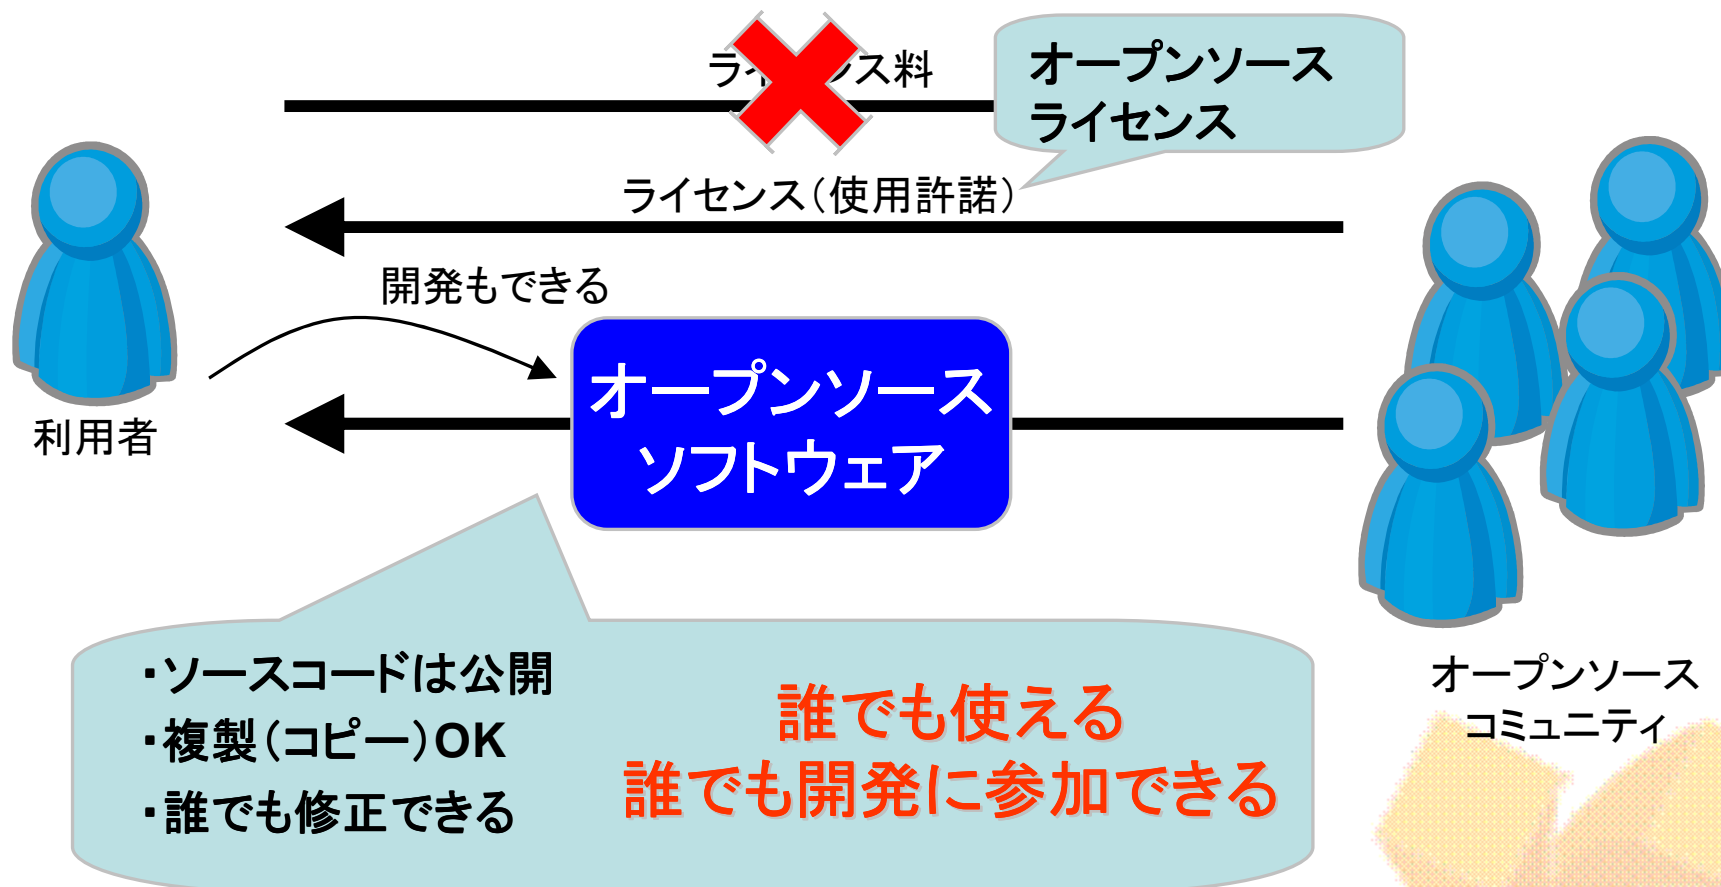 ライセンス料
オープンソース
ライセンス
ライセンス（使用許諾）
開発もできる
利用者
オープンソース
ソフトウェア
・ソースコードは公開
・複製（コピー）OK
・誰でも修正できる
誰でも使える
誰でも開発に参加できる
オープンソース
コミュニティ